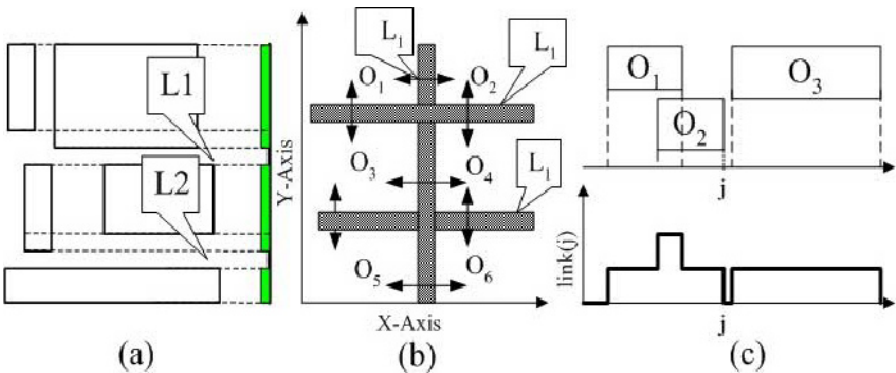 L1
L2
(a)
Y-Axis
L₁
L₁
O₁
O₂
O₃
O₄
L₁
O₅
O₆
X-Axis
(b)
O₁
O₂
O₃
j
link(j)
j
(c)